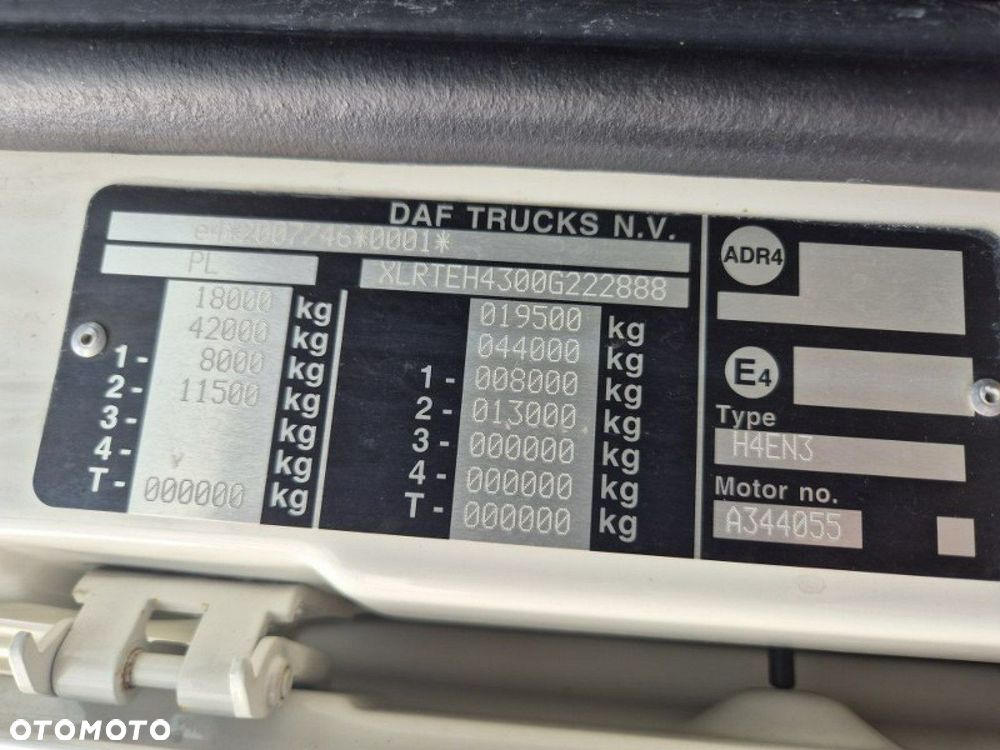 DAF TRUCKS N.V.
e4*2007/46*0001*
PL
XLRTEH4300G222888
18000 kg
42000 kg
1- 8000 kg
2- 11500 kg
3- kg
4- kg
T- 000000 kg
019500 kg
044000 kg
1- 008000 kg
2- 013000 kg
3- 000000 kg
4- 000000 kg
T- 000000 kg
ADR4
E4
Type
H4EN3
Motor no.
A344055
OTOMOTO